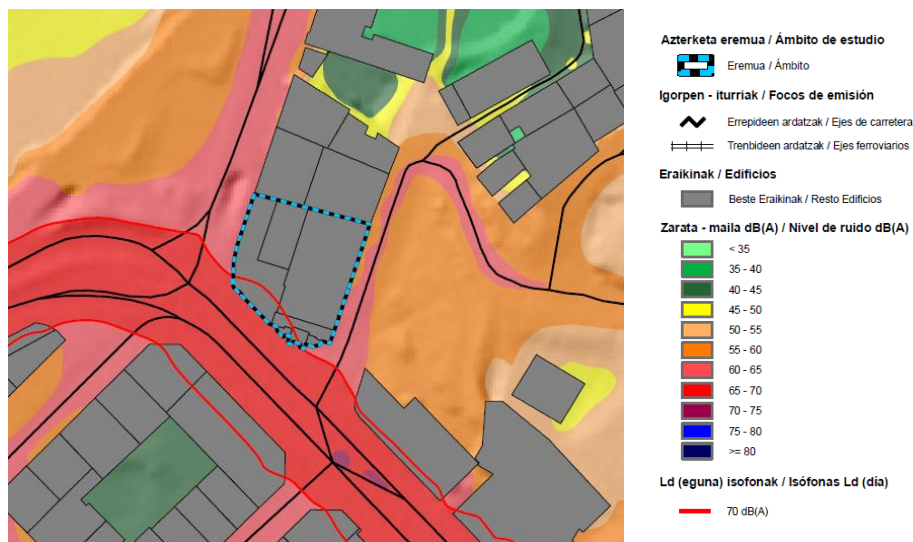 Azterketa eremua / Ámbito de estudio
Eremua / Ámbito
Igorpen - iturriak / Focos de emisión
Errepideen ardatzak / Ejes de carretera
Trenbideen ardatzak / Ejes ferroviarios
Eraikinak / Edificios
Beste Eraikinak / Resto Edificios
Zarata - maila dB(A) / Nivel de ruido dB(A)
< 35
35 - 40
40 - 45
45 - 50
50 - 55
55 - 60
60 - 65
65 - 70
70 - 75
75 - 80
>= 80
Ld (eguna) isofonak / Isófonas Ld (día)
70 dB(A)